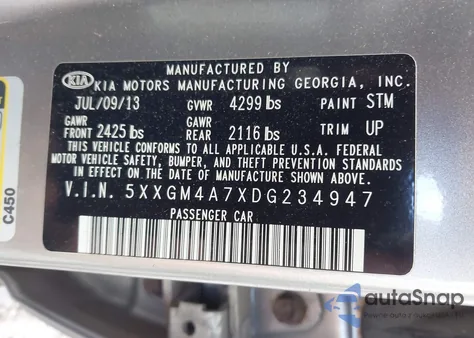 MANUFACTURED BY
KIA KIA MOTORS MANUFACTURING GEORGIA, INC.
JUL/09/13 GVWR 4299 lbs PAINT STM
GAWR GAWR
FRONT 2425 lbs REAR 2116 lbs TRIM UP
THIS VEHICLE CONFORMS TO ALL APPLICABLE U.S.A. FEDERAL
MOTOR VEHICLE SAFETY, BUMPER, AND THEFT PREVENTION STANDARDS
IN EFFECT ON THE DATE OF MANUFACTURE SHOWN ABOVE.
V.I.N. 5XXGM4A7XDG234947
PASSENGER CAR
C450
autoSnap